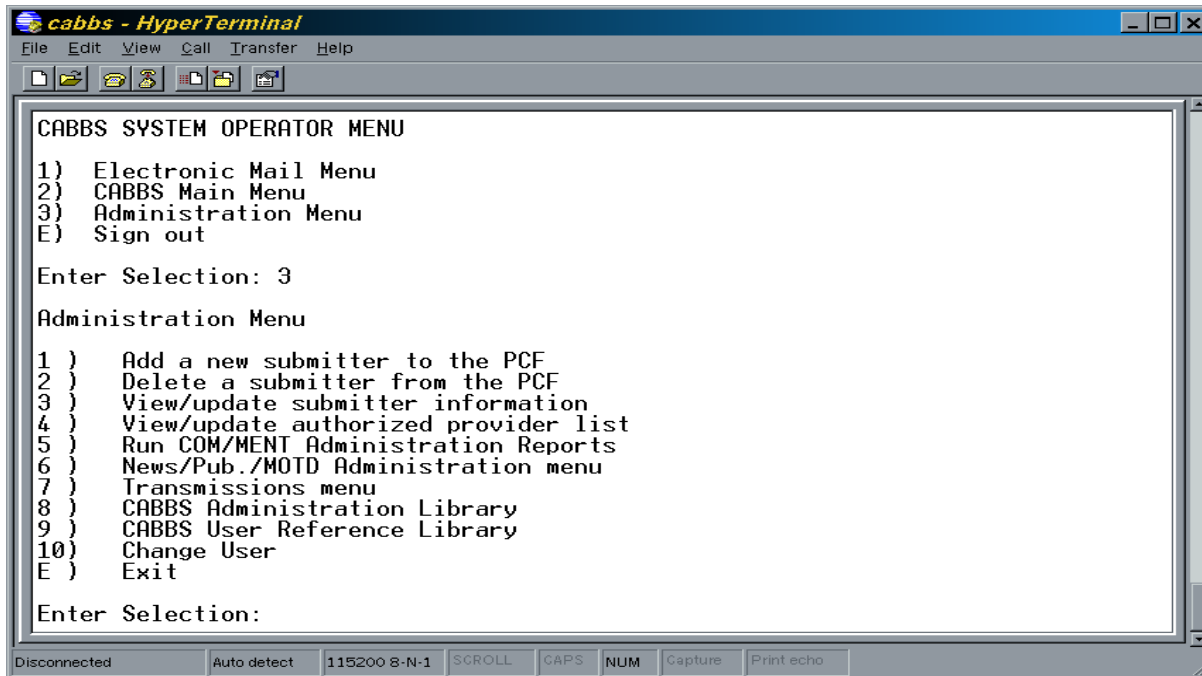 cabbs - HyperTerminal
File Edit View Call Transfer Help
CABBS SYSTEM OPERATOR MENU
1) Electronic Mail Menu
2) CABBS Main Menu
3) Administration Menu
E) Sign out
Enter Selection: 3
Administration Menu
1 ) Add a new submitter to the PCF
2 ) Delete a submitter from the PCF
3 ) View/update submitter information
4 ) View/update authorized provider list
5 ) Run COM/MENT Administration Reports
6 ) News/Pub./MOTD Administration menu
7 ) Transmissions menu
8 ) CABBS Administration Library
9 ) CABBS User Reference Library
10) Change User
E ) Exit
Enter Selection:
Disconnected Auto detect 115200 8-N-1 SCROLL CAPS NUM Capture Print echo